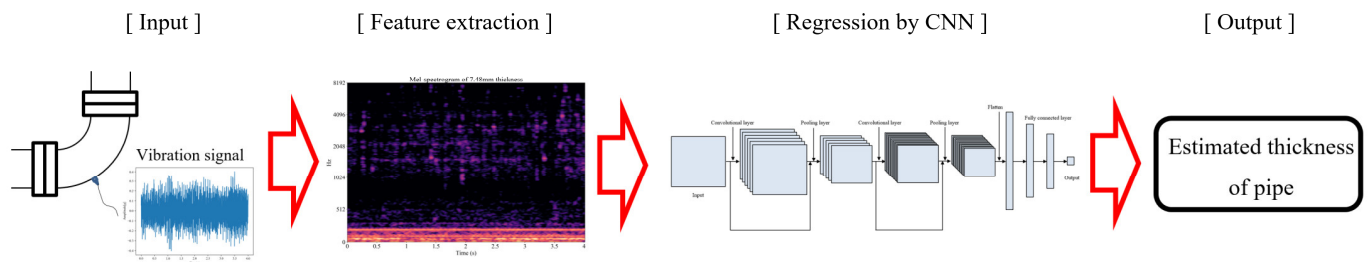 [ Input ]
[ Feature extraction ]
[ Regression by CNN ]
[ Output ]
Vibration signal
Mel spectrogram of 7.48mm thickness
8192
4096
2048
1024
512
0
Hz
0 0.5 1 1.5 2 2.5 3 3.5 4
Time (s)
Convolutional layer
Pooling layer
Convolutional layer
Pooling layer
Flatten
Fully connected layer
Input
Output
Estimated thickness
of pipe